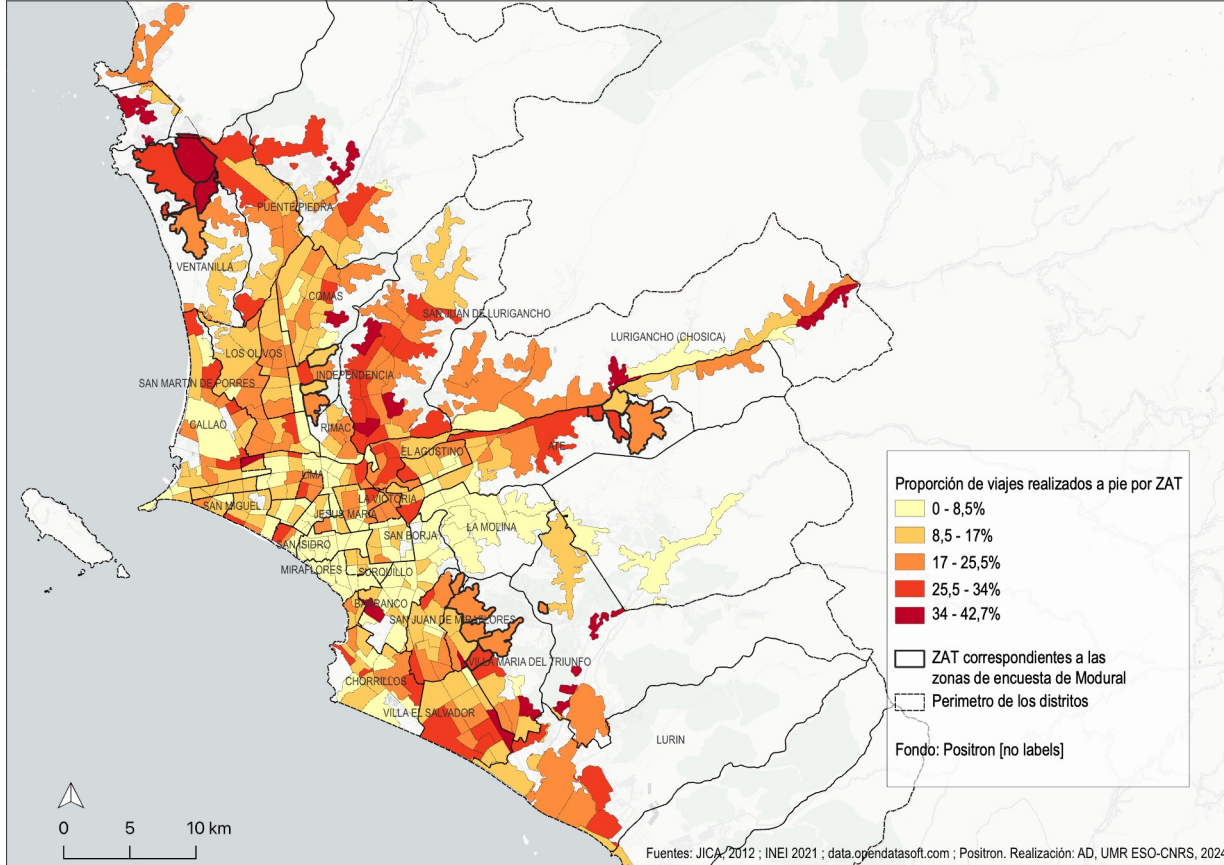 PUENTE PIEDRA
VENTANILLA
COMAS
SAN JUAN DE LURIGANCHO
LURIGANCHO (CHOSICA)
LOS OLIVOS
INDEPENDENCIA
SAN MARTIN DE PORRES
CALLAO
RIMAC
EL AGUSTINO
ATE
LIMA
LA VICTORIA
SAN MIGUEL
JESUS MARIA
LA MOLINA
SAN BORJA
SAN ISIDRO
MIRAFLORES
SURQUILLO
BARRANCO
SAN JUAN DE MIRAFLORES
VILLA MARIA DEL TRIUNFO
CHORRILLOS
VILLA EL SALVADOR
LURIN
Proporción de viajes realizados a pie por ZAT
0 - 8,5%
8,5 - 17%
17 - 25,5%
25,5 - 34%
34 - 42,7%
ZAT correspondientes a las
zonas de encuesta de Modural
Perimetro de los distritos
Fondo: Positron [no labels]
0 5 10 km
Fuentes: JICA, 2012 ; INEI 2021 ; data.opendatasoft.com ; Positron. Realización: AD, UMR ESO-CNRS, 2024